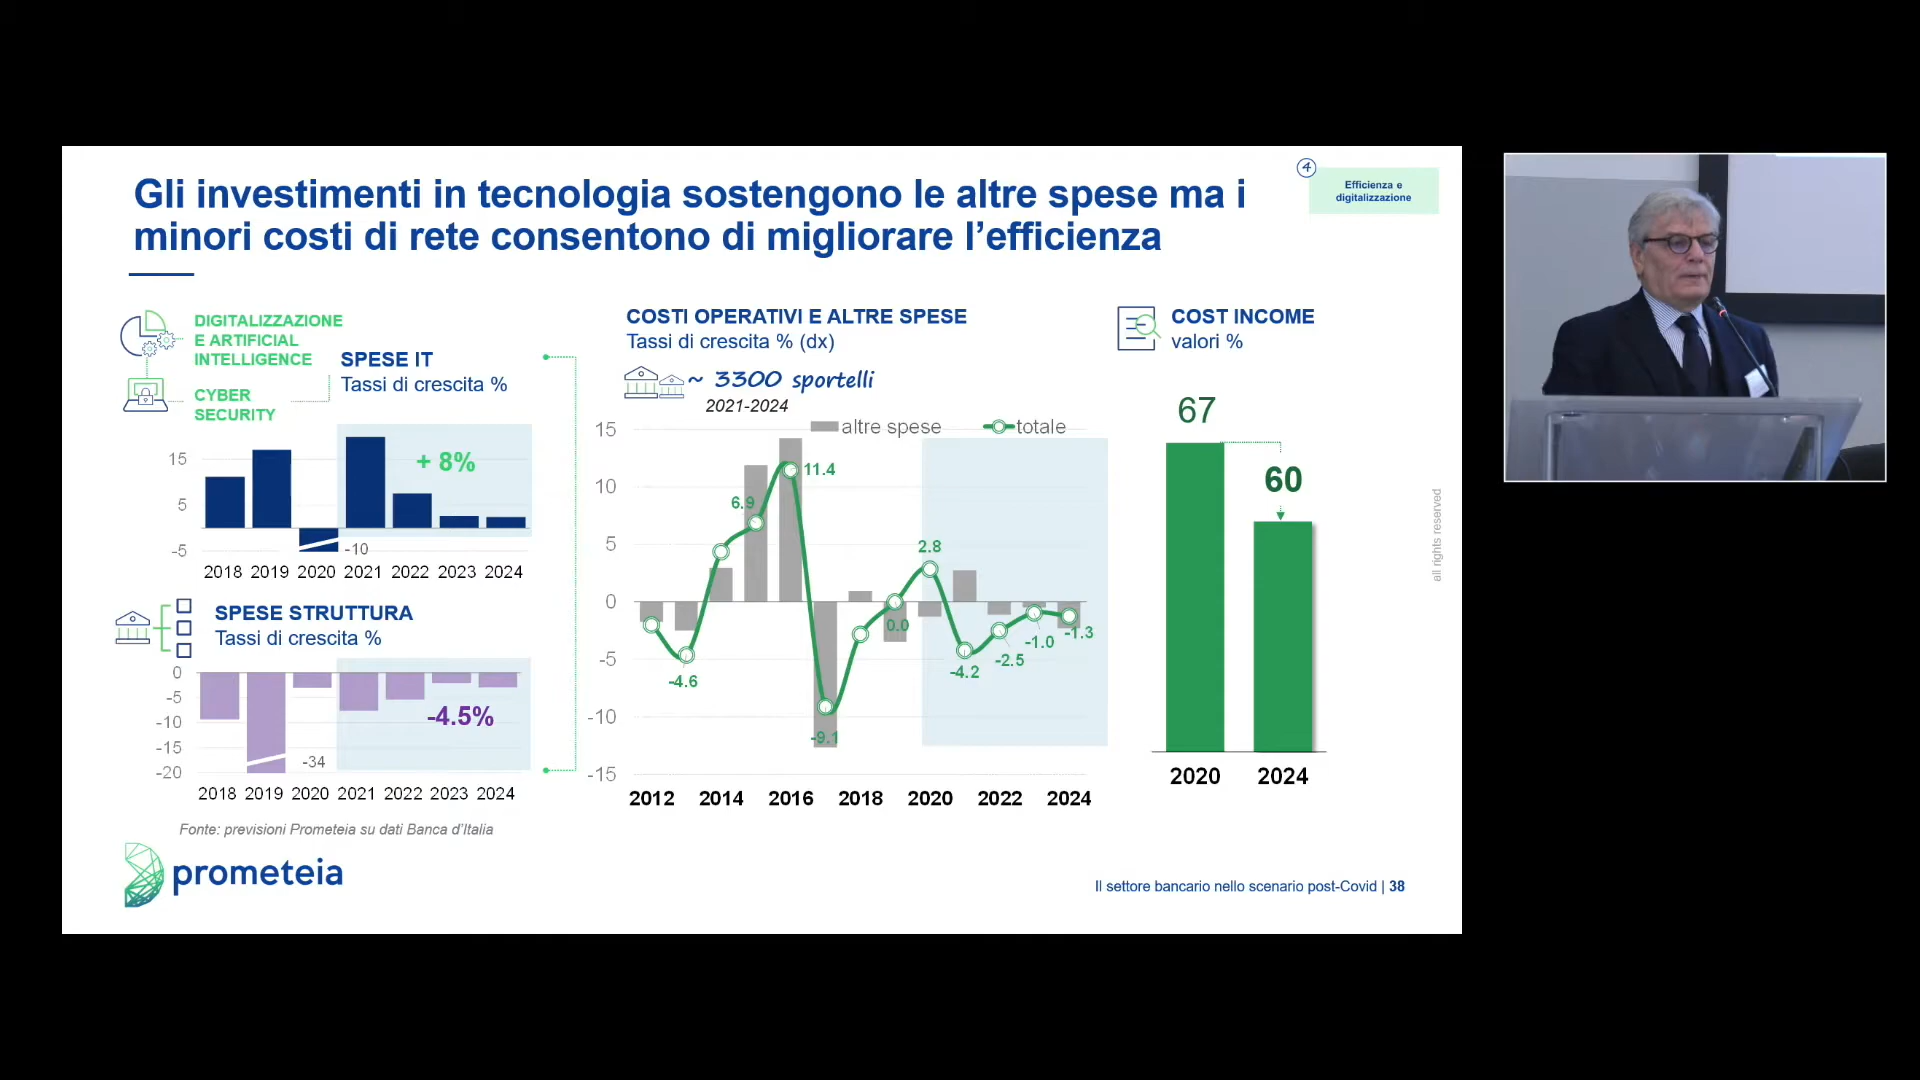 Gli investimenti in tecnologia sostengono le altre spese ma i
minori costi di rete consentono di migliorare l'efficienza
4
Efficienza e
digitalizzazione
DIGITALIZZAZIONE
E ARTIFICIAL
INTELLIGENCE
CYBER
SECURITY
SPESE IT
Tassi di crescita %
+ 8%
15
5
-5
-10
2018 2019 2020 2021 2022 2023 2024
SPESE STRUTTURA
Tassi di crescita %
0
-5
-10
-15
-20
-4.5%
-34
2018 2019 2020 2021 2022 2023 2024
Fonte: previsioni Prometeia su dati Banca d'Italia
COSTI OPERATIVI E ALTRE SPESE
Tassi di crescita % (dx)
~ 3300 sportelli
2021-2024
altre spese totale
15
10
5
0
-5
-10
-15
-4.6
6.9
11.4
-9.1
0.0
2.8
-4.2
-2.5
-1.0
-1.3
2012 2014 2016 2018 2020 2022 2024
COST INCOME
valori %
67
60
2020 2024
all rights reserved
prometeia
Il settore bancario nello scenario post-Covid | 38